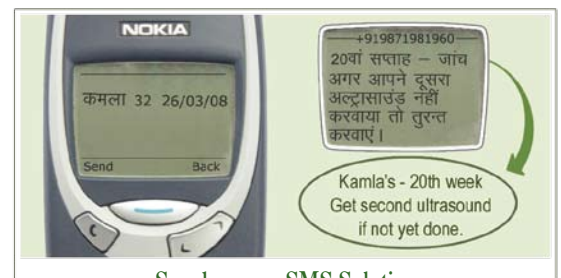 NOKIA
कमला 32 26/03/08
Send Back
+919871981960
20वां सप्ताह – जांच
अगर आपने दूसरा
अल्ट्रासाउंड नहीं
करवाया तो तुरन्त
करवाएं।
Kamla's - 20th week
Get second ultrasound
if not yet done.
SMS